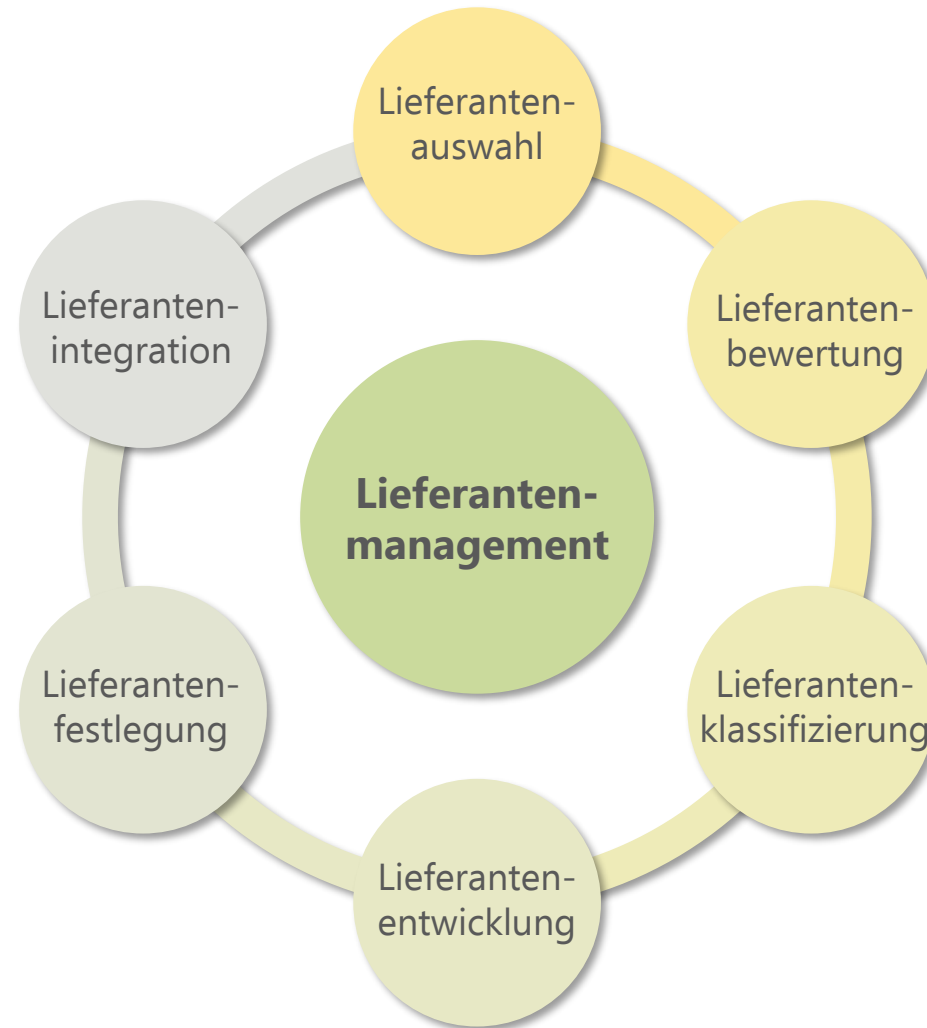 Lieferanten-
auswahl
Lieferanten-
bewertung
Lieferanten-
klassifizierung
Lieferanten-
entwicklung
Lieferanten-
festlegung
Lieferanten-
integration
Lieferanten-
management